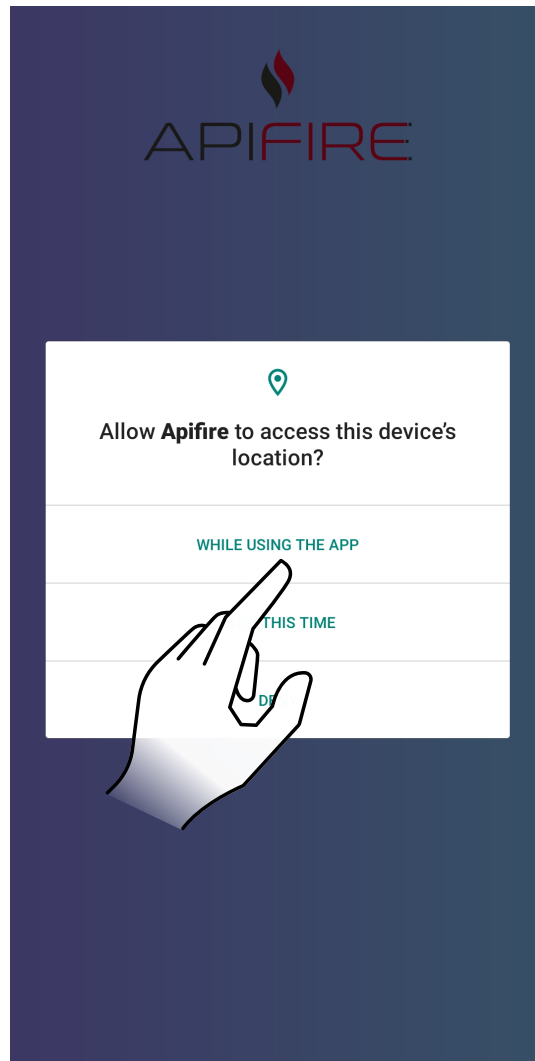 APIFIRE
Allow Apifire to access this device’s
location?
WHILE USING THE APP
THIS TIME